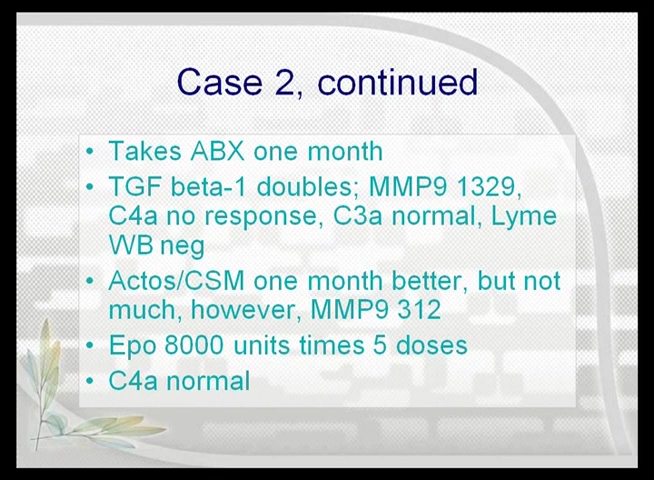 Case 2, continued
• Takes ABX one month
• TGF beta-1 doubles; MMP9 1329,
C4a no response, C3a normal, Lyme
WB neg
• Actos/CSM one month better, but not
much, however, MMP9 312
• Epo 8000 units times 5 doses
• C4a normal